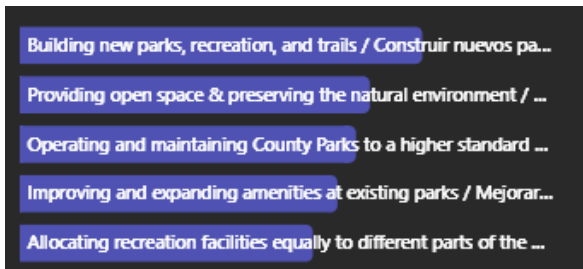 Building new parks, recreation, and trails / Construir nuevos pa...
Providing open space & preserving the natural environment / ...
Operating and maintaining County Parks to a higher standard ...
Improving and expanding amenities at existing parks / Mejorar...
Allocating recreation facilities equally to different parts of the ...